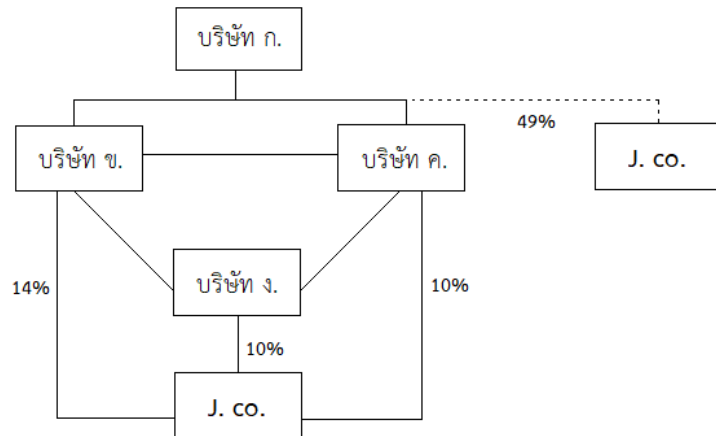 บริษัท ก.
49%
บริษัท ข.
บริษัท ค.
J. co.
บริษัท ง.
14%
10%
10%
J. co.